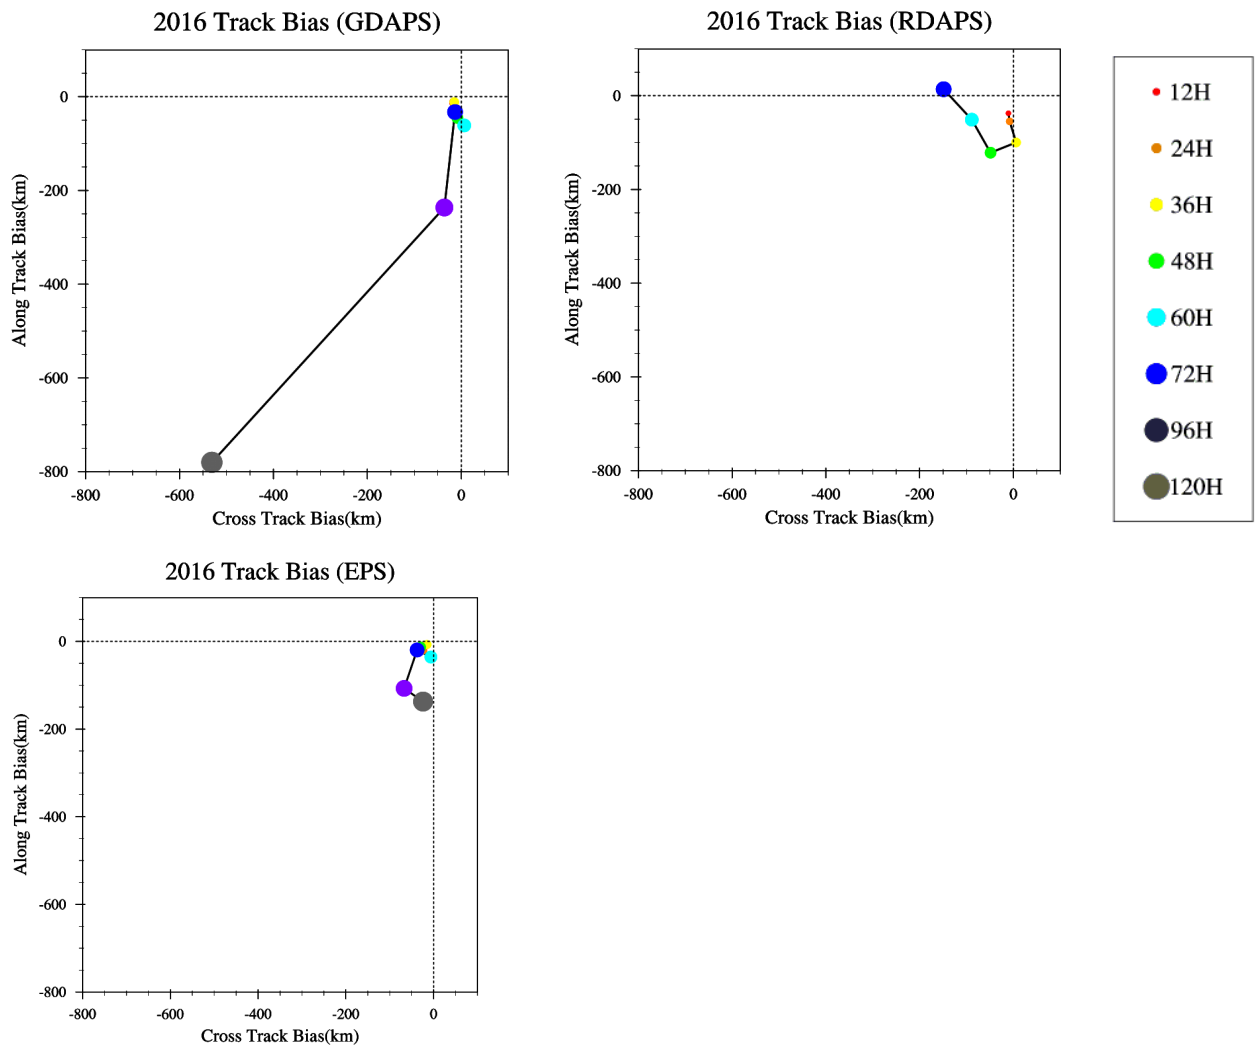 2016 Track Bias (GDAPS)
0
-200
-400
-600
-800
Along Track Bias(km)
-800 -600 -400 -200 0
Cross Track Bias(km)
2016 Track Bias (RDAPS)
0
-200
-400
-600
-800
Along Track Bias(km)
-800 -600 -400 -200 0
Cross Track Bias(km)
12H
24H
36H
48H
60H
72H
96H
120H
2016 Track Bias (EPS)
0
-200
-400
-600
-800
Along Track Bias(km)
-800 -600 -400 -200 0
Cross Track Bias(km)